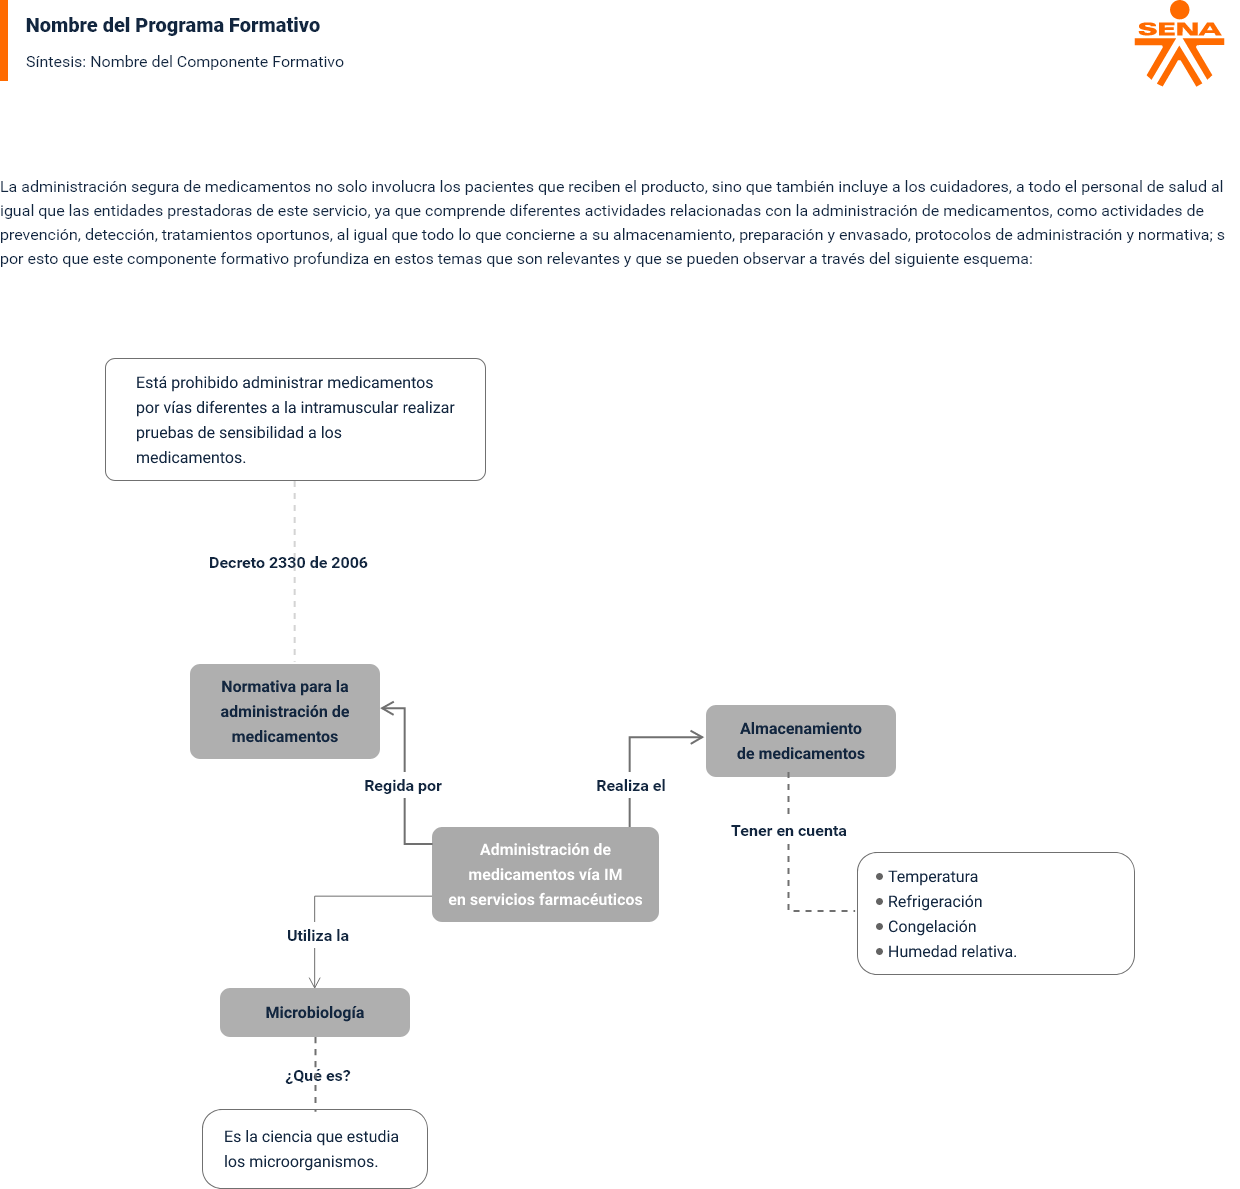 Nombre del Programa Formativo
Síntesis: Nombre del Componente Formativo
SENA
La administración segura de medicamentos no solo involucra los pacientes que reciben el producto, sino que también incluye a los cuidadores, a todo el personal de salud al
igual que las entidades prestadoras de este servicio, ya que comprende diferentes actividades relacionadas con la administración de medicamentos, como actividades de
prevención, detección, tratamientos oportunos, al igual que todo lo que concierne a su almacenamiento, preparación y envasado, protocolos de administración y normativa; s
por esto que este componente formativo profundiza en estos temas que son relevantes y que se pueden observar a través del siguiente esquema:
Está prohibido administrar medicamentos
por vías diferentes a la intramuscular realizar
pruebas de sensibilidad a los
medicamentos.
Decreto 2330 de 2006
Normativa para la
administración de
medicamentos
Almacenamiento
de medicamentos
Regida por
Realiza el
Tener en cuenta
Administración de
medicamentos vía IM
en servicios farmacéuticos
• Temperatura
• Refrigeración
• Congelación
• Humedad relativa.
Utiliza la
Microbiología
¿Qué es?
Es la ciencia que estudia
los microorganismos.